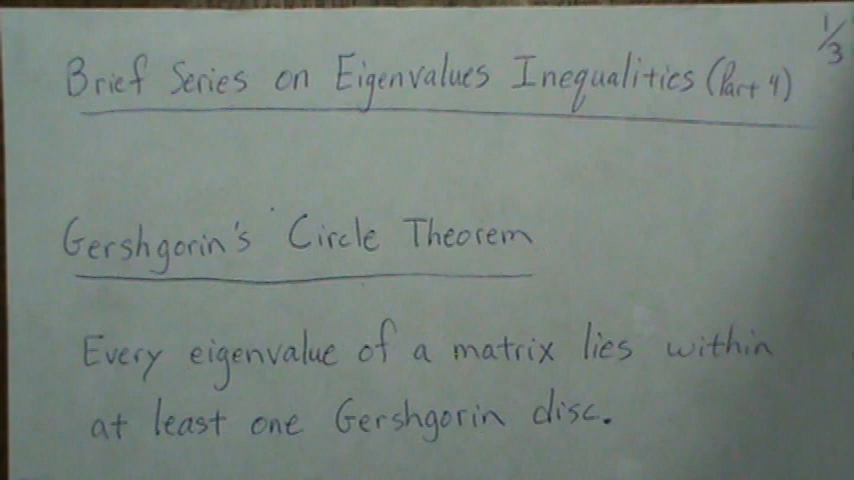 1/3
Brief Series on Eigenvalues Inequalities (Part 4)
Gershgorin's Circle Theorem
Every eigenvalue of a matrix lies within
at least one Gershgorin disc.